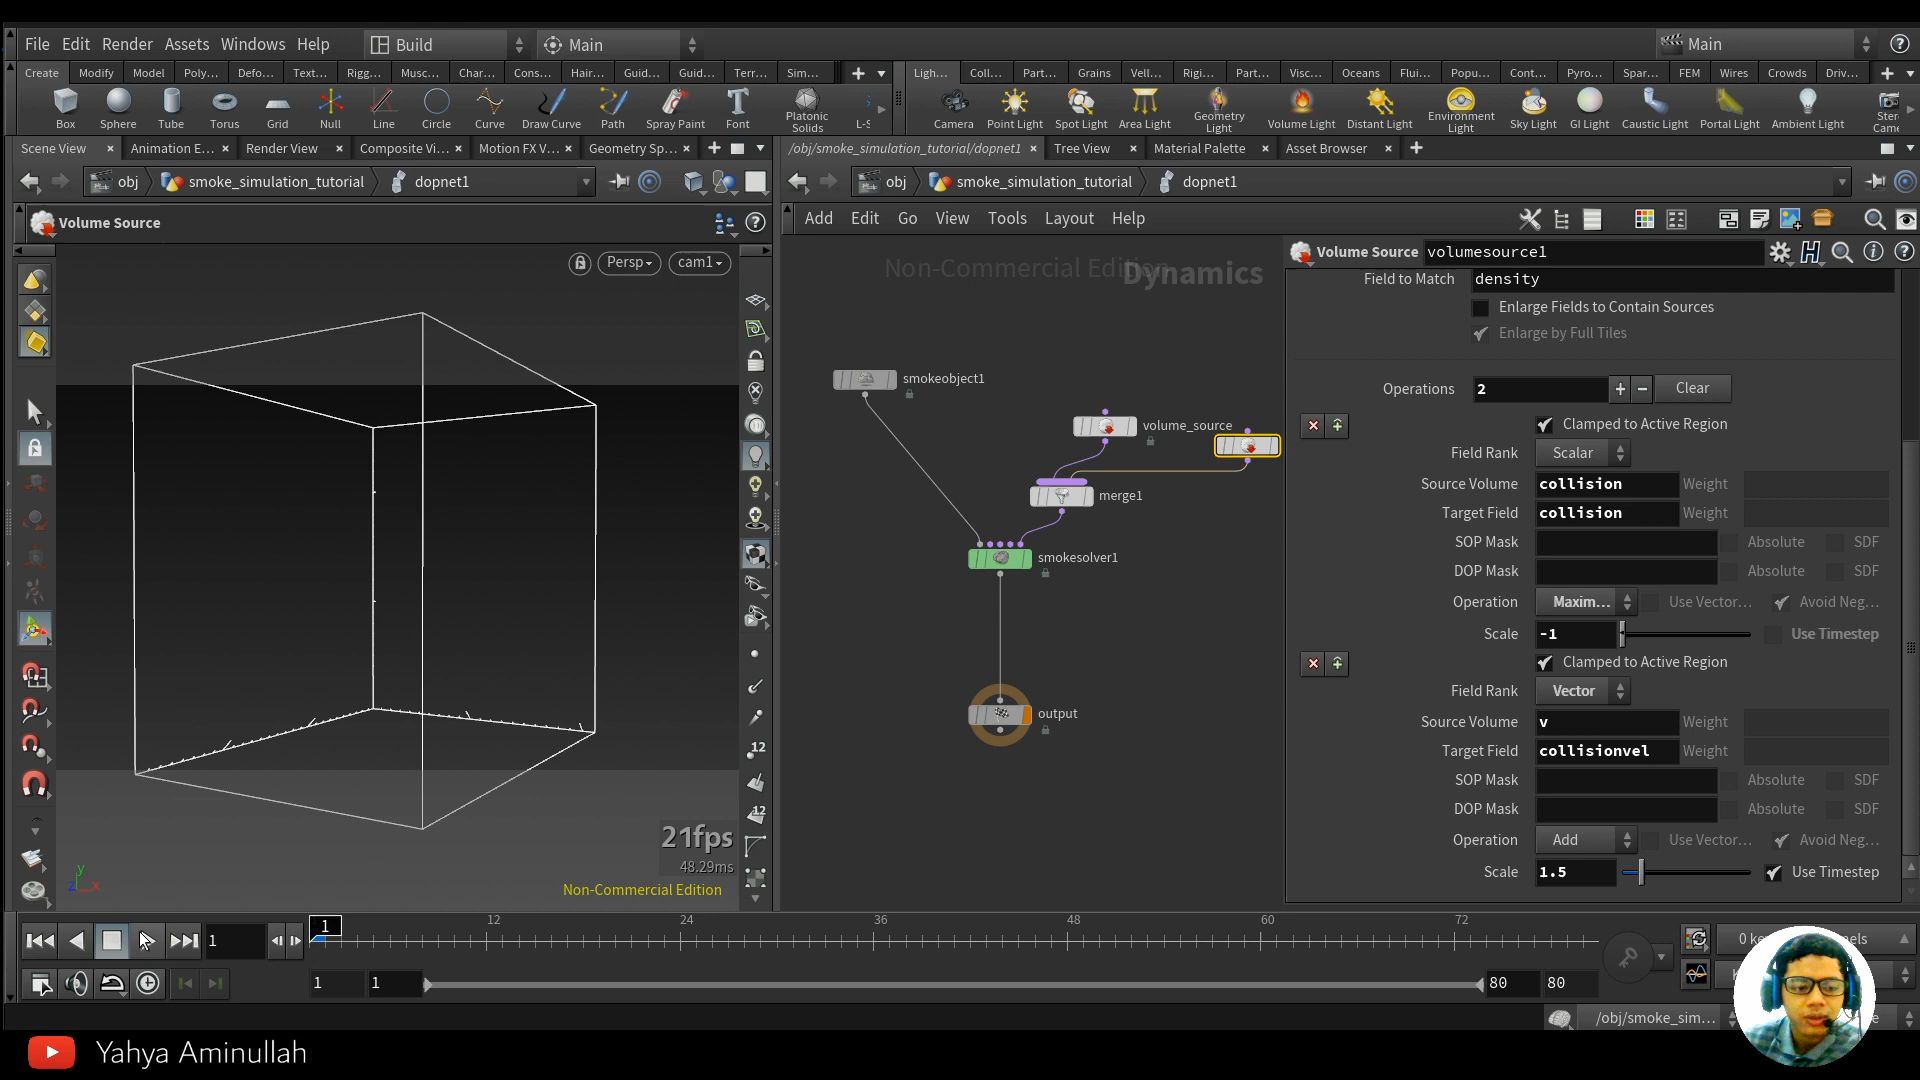 File Edit Render Assets Windows Help Build Main Main
Create Modify Model Poly... Defo... Text... Rigg... Musc... Char... Cons... Hair... Guid... Guid... Terr... Sim... Ligh... Coll... Part... Grains Vell... Rigi... Part... Visc... Oceans Flui... Popu... Cont... Pyro... Spar... FEM Wires Crowds Driv...
Box Sphere Tube Torus Grid Null Line Circle Curve Draw Curve Path Spray Paint Font Platonic Solids L-S Camera Point Light Spot Light Area Light Geometry Light Volume Light Distant Light Environment Light Sky Light GI Light Caustic Light Portal Light Ambient Light Ster Came
Scene View Animation E... Render View Composite Vi... Motion FX V... Geometry Sp... /obj/smoke_simulation_tutorial/dopnet1 Tree View Material Palette Asset Browser
obj smoke_simulation_tutorial dopnet1 obj smoke_simulation_tutorial dopnet1
Volume Source
Add Edit Go View Tools Layout Help
Volume Source volumesource1
Persp cam1
Non-Commercial Edition
Dynamics
Field to Match density
Enlarge Fields to Contain Sources
Enlarge by Full Tiles
Operations 2 + − Clear
smokeobject1
volume_source
merge1
smokesolver1
output
Clamped to Active Region
Field Rank Scalar
Source Volume collision Weight
Target Field collision Weight
SOP Mask Absolute SDF
DOP Mask Absolute SDF
Operation Maxim... Use Vector... Avoid Neg...
Scale -1 Use Timestep
Clamped to Active Region
Field Rank Vector
Source Volume v Weight
Target Field collisionvel Weight
SOP Mask Absolute SDF
DOP Mask Absolute SDF
Operation Add Use Vector... Avoid Neg...
Scale 1.5 Use Timestep
12
12
21fps
48.29ms
Non-Commercial Edition
y
z x
1 1 12 24 36 48 60 72
1 1 80 80
/obj/smoke_sim...
Yahya Aminullah